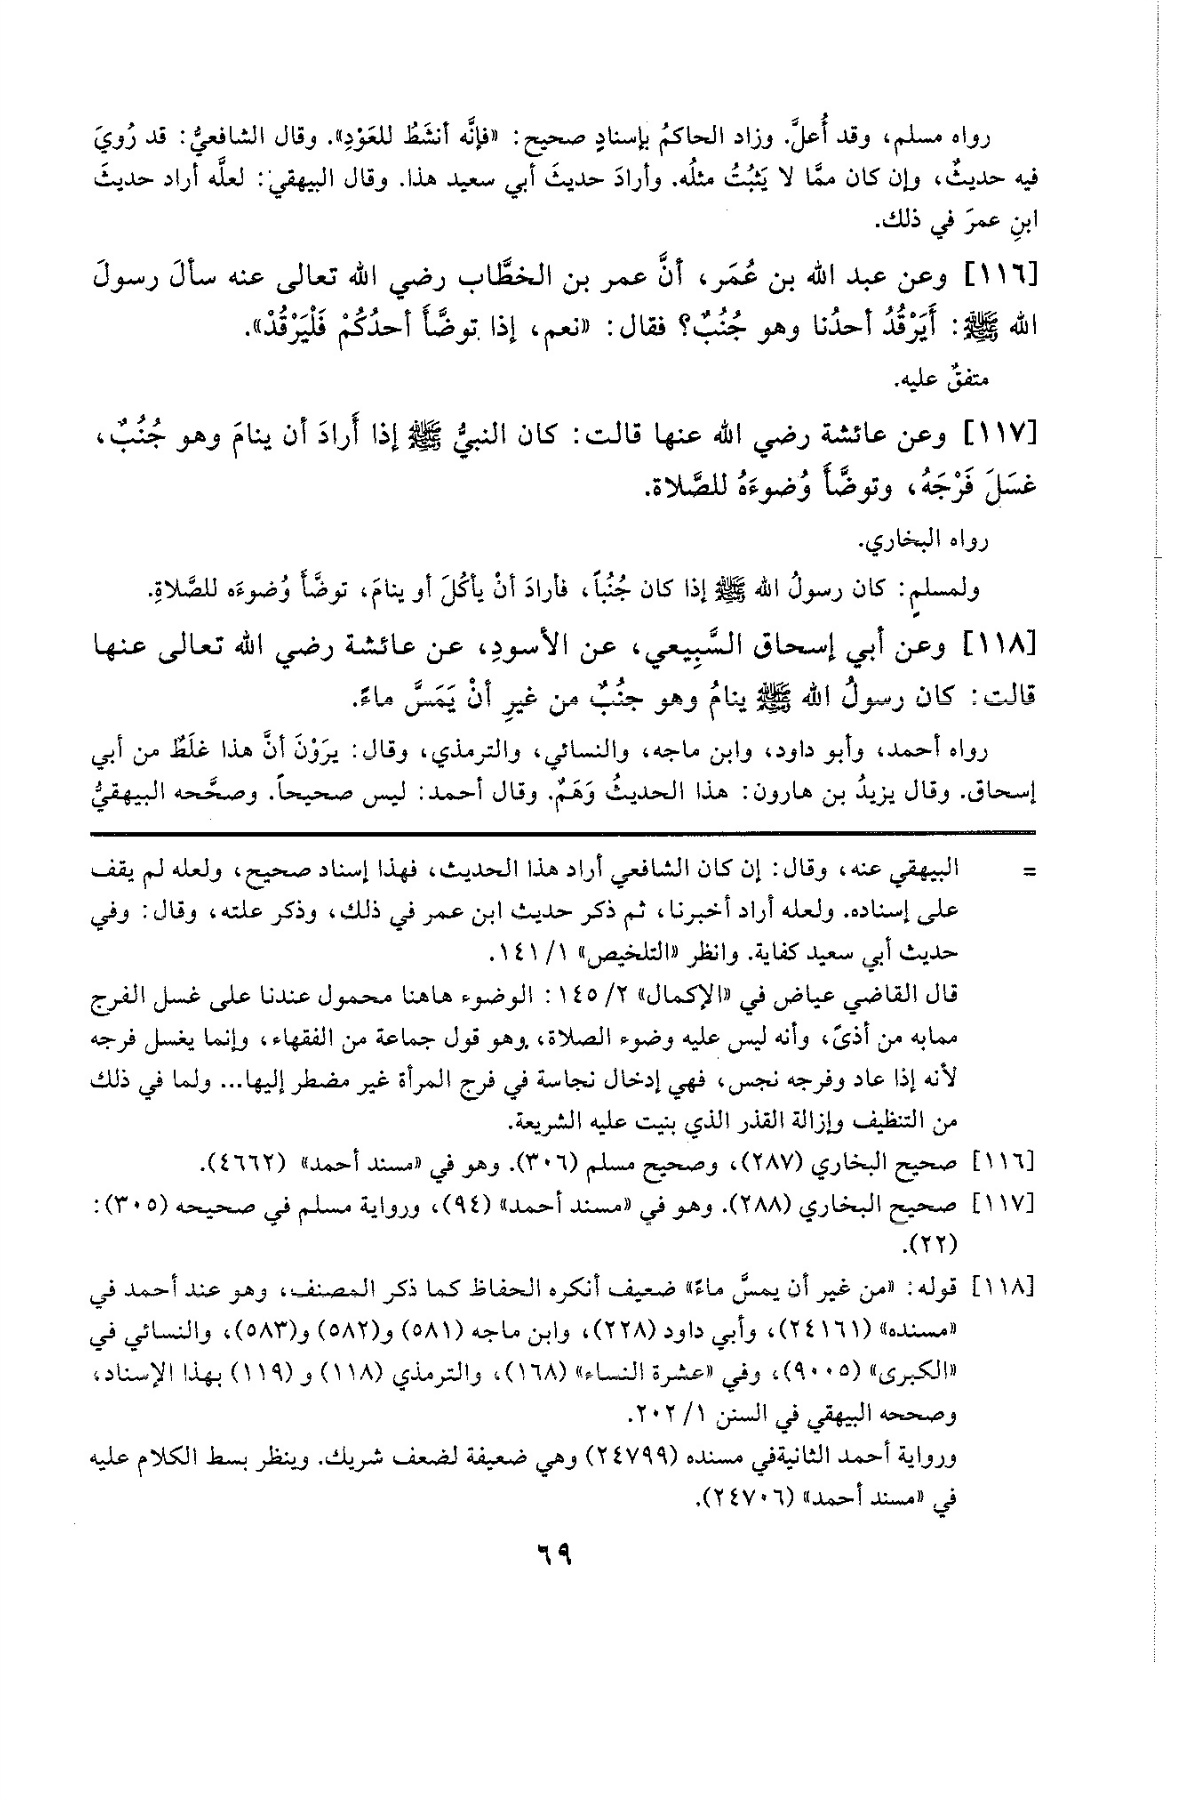 رواه مسلم، وقد أُعلَّ. وزاد الحاكمُ بإسنادٍ صحيح: «فإنَّه أنشَطُ للعَوْدِ». وقال الشافعيُّ: قد رُويَ
فيه حديثٌ، وإن كان ممَّا لا يَثبُتُ مثلُه. وأرادَ حديثَ أبي سعيد هذا. وقال البيهقي: لعلَّه أراد حديثَ
ابنِ عمرَ في ذلك.
[١١٦] وعن عبد الله بن عُمَر، أنَّ عمر بن الخطَّاب رضي الله تعالى عنه سألَ رسولَ
الله ﷺ: أَيَرْقُدُ أحدُنا وهو جُنُبٌ؟ فقال: «نعم، إذا توضَّأَ أحدُكُمْ فَلْيَرْقُدْ».
متفقٌ عليه.
[١١٧] وعن عائشة رضي الله عنها قالت: كان النبيُّ ﷺ إذا أَرادَ أن ينامَ وهو جُنُبٌ،
غسَلَ فَرْجَهُ، وتوضَّأَ وُضوءَهُ للصَّلاة.
رواه البخاري.
ولمسلمٍ: كان رسولُ الله ﷺ إذا كان جُنُباً، فأرادَ أنْ يأكُلَ أو ينامَ، توضَّأَ وُضوءَه للصَّلاةِ.
[١١٨] وعن أبي إسحاق السَّبِيعي، عن الأسودِ، عن عائشة رضي الله تعالى عنها
قالت: كان رسولُ الله ﷺ ينامُ وهو جنُبٌ من غيرِ أنْ يَمَسَّ ماءً.
رواه أحمد، وأبو داود، وابن ماجه، والنسائي، والترمذي، وقال: يرَوْنَ أنَّ هذا غلَطٌ من أبي
إسحاق. وقال يزيدُ بن هارون: هذا الحديثُ وَهَمٌ. وقال أحمد: ليس صحيحاً. وصحَّحه البيهقيُّ
= البيهقي عنه، وقال: إن كان الشافعي أراد هذا الحديث، فهذا إسناد صحيح، ولعله لم يقف
على إسناده. ولعله أراد أخبرنا، ثم ذكر حديث ابن عمر في ذلك، وذكر علته، وقال: وفي
حديث أبي سعيد كفاية. وانظر «التلخيص» ١/ ١٤١.
قال القاضي عياض في «الإكمال» ٢/ ١٤٥: الوضوء هاهنا محمول عندنا على غسل الفرج
ممابه من أذىً، وأنه ليس عليه وضوء الصلاة، وهو قول جماعة من الفقهاء، وإنما يغسل فرجه
لأنه إذا عاد وفرجه نجس، فهي إدخال نجاسة في فرج المرأة غير مضطر إليها... ولما في ذلك
من التنظيف وإزالة القذر الذي بنيت عليه الشريعة.
[١١٦] صحيح البخاري (٢٨٧)، وصحيح مسلم (٣٠٦). وهو في «مسند أحمد» (٤٦٦٢).
[١١٧] صحيح البخاري (٢٨٨). وهو في «مسند أحمد» (٩٤)، ورواية مسلم في صحيحه (٣٠٥):
(٢٢).
[١١٨] قوله: «من غير أن يمسَّ ماءً» ضعيف أنكره الحفاظ كما ذكر المصنف، وهو عند أحمد في
«مسنده» (٢٤١٦١)، وأبي داود (٢٢٨)، وابن ماجه (٥٨١) و(٥٨٢) و(٥٨٣)، والنسائي في
«الكبرى» (٩٠٠٥)، وفي «عشرة النساء» (١٦٨)، والترمذي (١١٨) و (١١٩) بهذا الإسناد،
وصححه البيهقي في السنن ١/ ٢٠٢.
ورواية أحمد الثانيةفي مسنده (٢٤٧٩٩) وهي ضعيفة لضعف شريك. وينظر بسط الكلام عليه
في «مسند أحمد» (٢٤٧٠٦).
٦٩